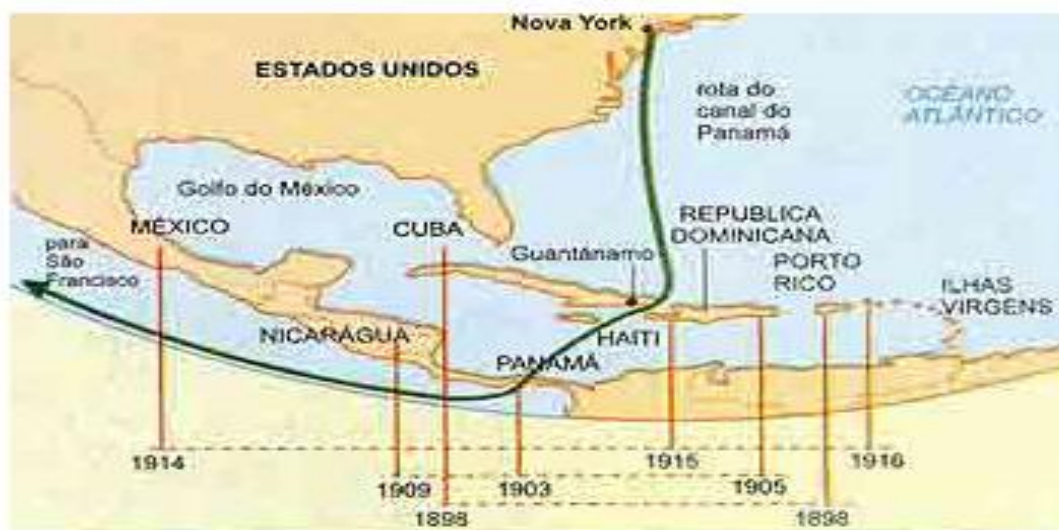 Nova York
ESTADOS UNIDOS
rota do
canal do
Panamá
OCÉANO
ATLÂNTICO
Golfo do México
MÉXICO
CUBA
REPUBLICA
DOMINICANA
Guantánamo
para
São
Francisco
PORTO
RICO
ILHAS
VIRGENS
NICARÁGUA
HAITI
PANAMÁ
1914
1915
1916
1909
1903
1905
1898
1898